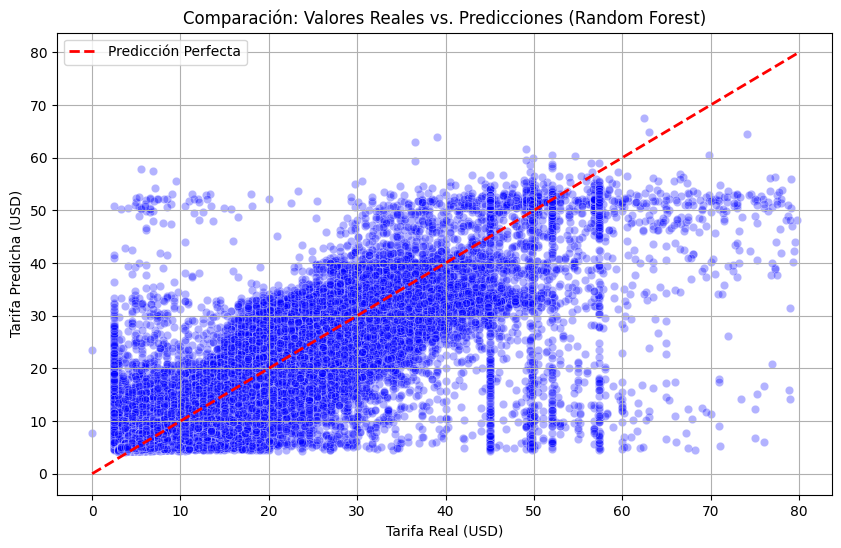 Comparación: Valores Reales vs. Predicciones (Random Forest)
Predicción Perfecta
Tarifa Predicha (USD)
80
70
60
50
40
30
20
10
0
0 10 20 30 40 50 60 70 80
Tarifa Real (USD)